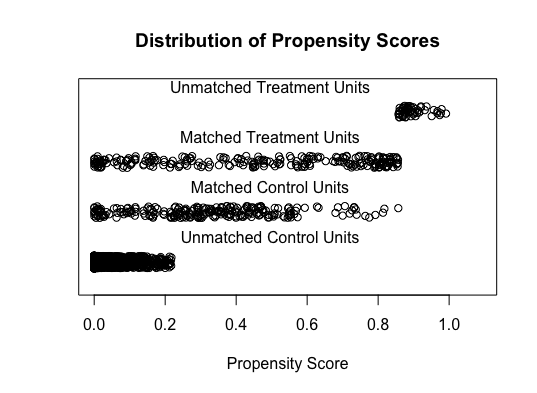 Distribution of Propensity Scores
Unmatched Treatment Units
Matched Treatment Units
Matched Control Units
Unmatched Control Units
0.0 0.2 0.4 0.6 0.8 1.0
Propensity Score